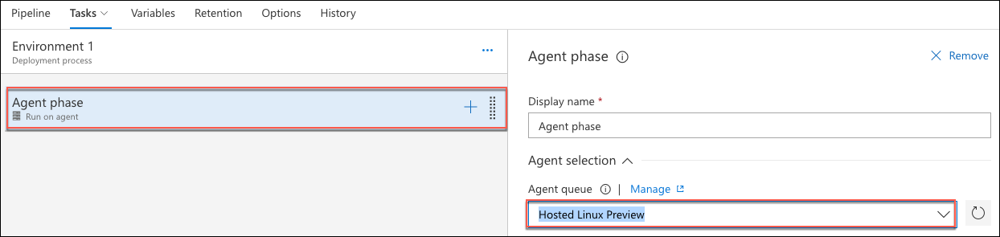 Pipeline Tasks Variables Retention Options History
Environment 1
Deployment process
Agent phase
Run on agent
Agent phase Remove
Display name *
Agent phase
Agent selection
Agent queue | Manage
Hosted Linux Preview